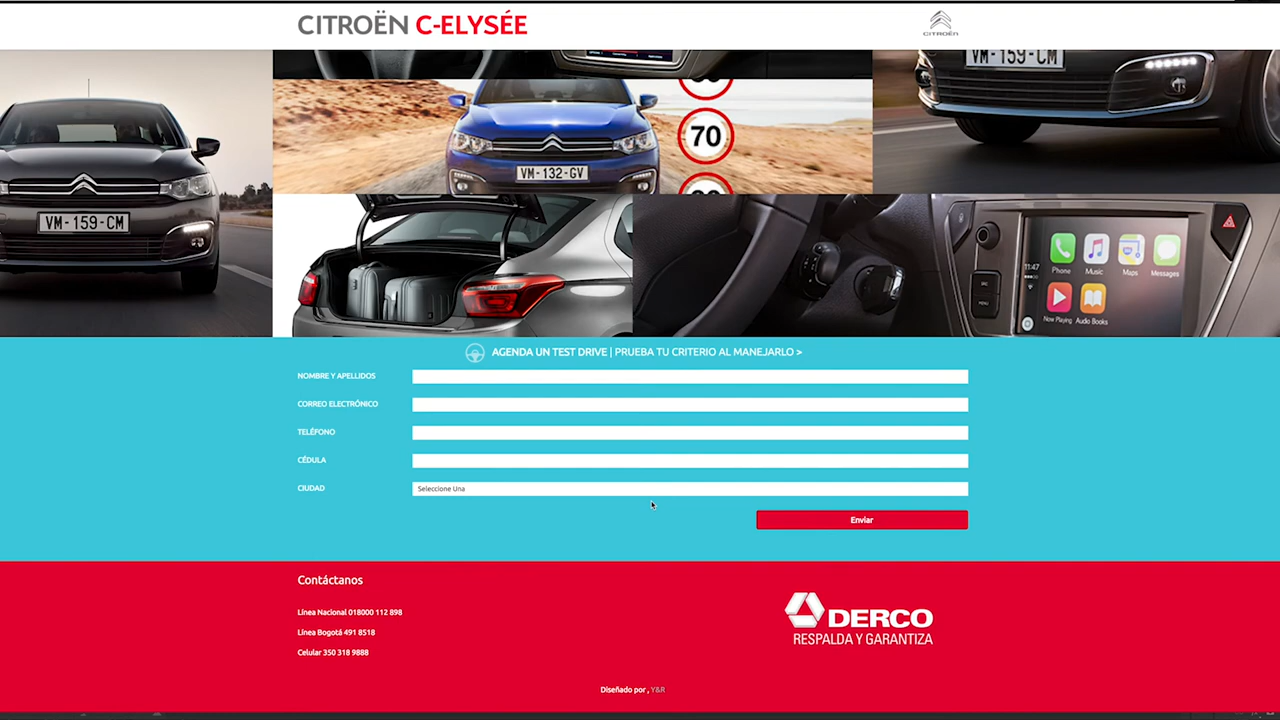 CITROËN C-ELYSÉE
CITROËN
VM-159-CM
70
VM-132-GV
VM-159-CM
11:47
Phone
Music
Maps
Messages
Now Playing
Audio Books
MENU
AGENDA UN TEST DRIVE | PRUEBA TU CRITERIO AL MANEJARLO >
NOMBRE Y APELLIDOS
CORREO ELECTRÓNICO
TELÉFONO
CÉDULA
CIUDAD
Seleccione Una
Enviar
Contáctanos
Línea Nacional 018000 112 898
Línea Bogotá 491 8518
Celular 350 318 9888
DERCO
RESPALDA Y GARANTIZA
Diseñado por , Y&R